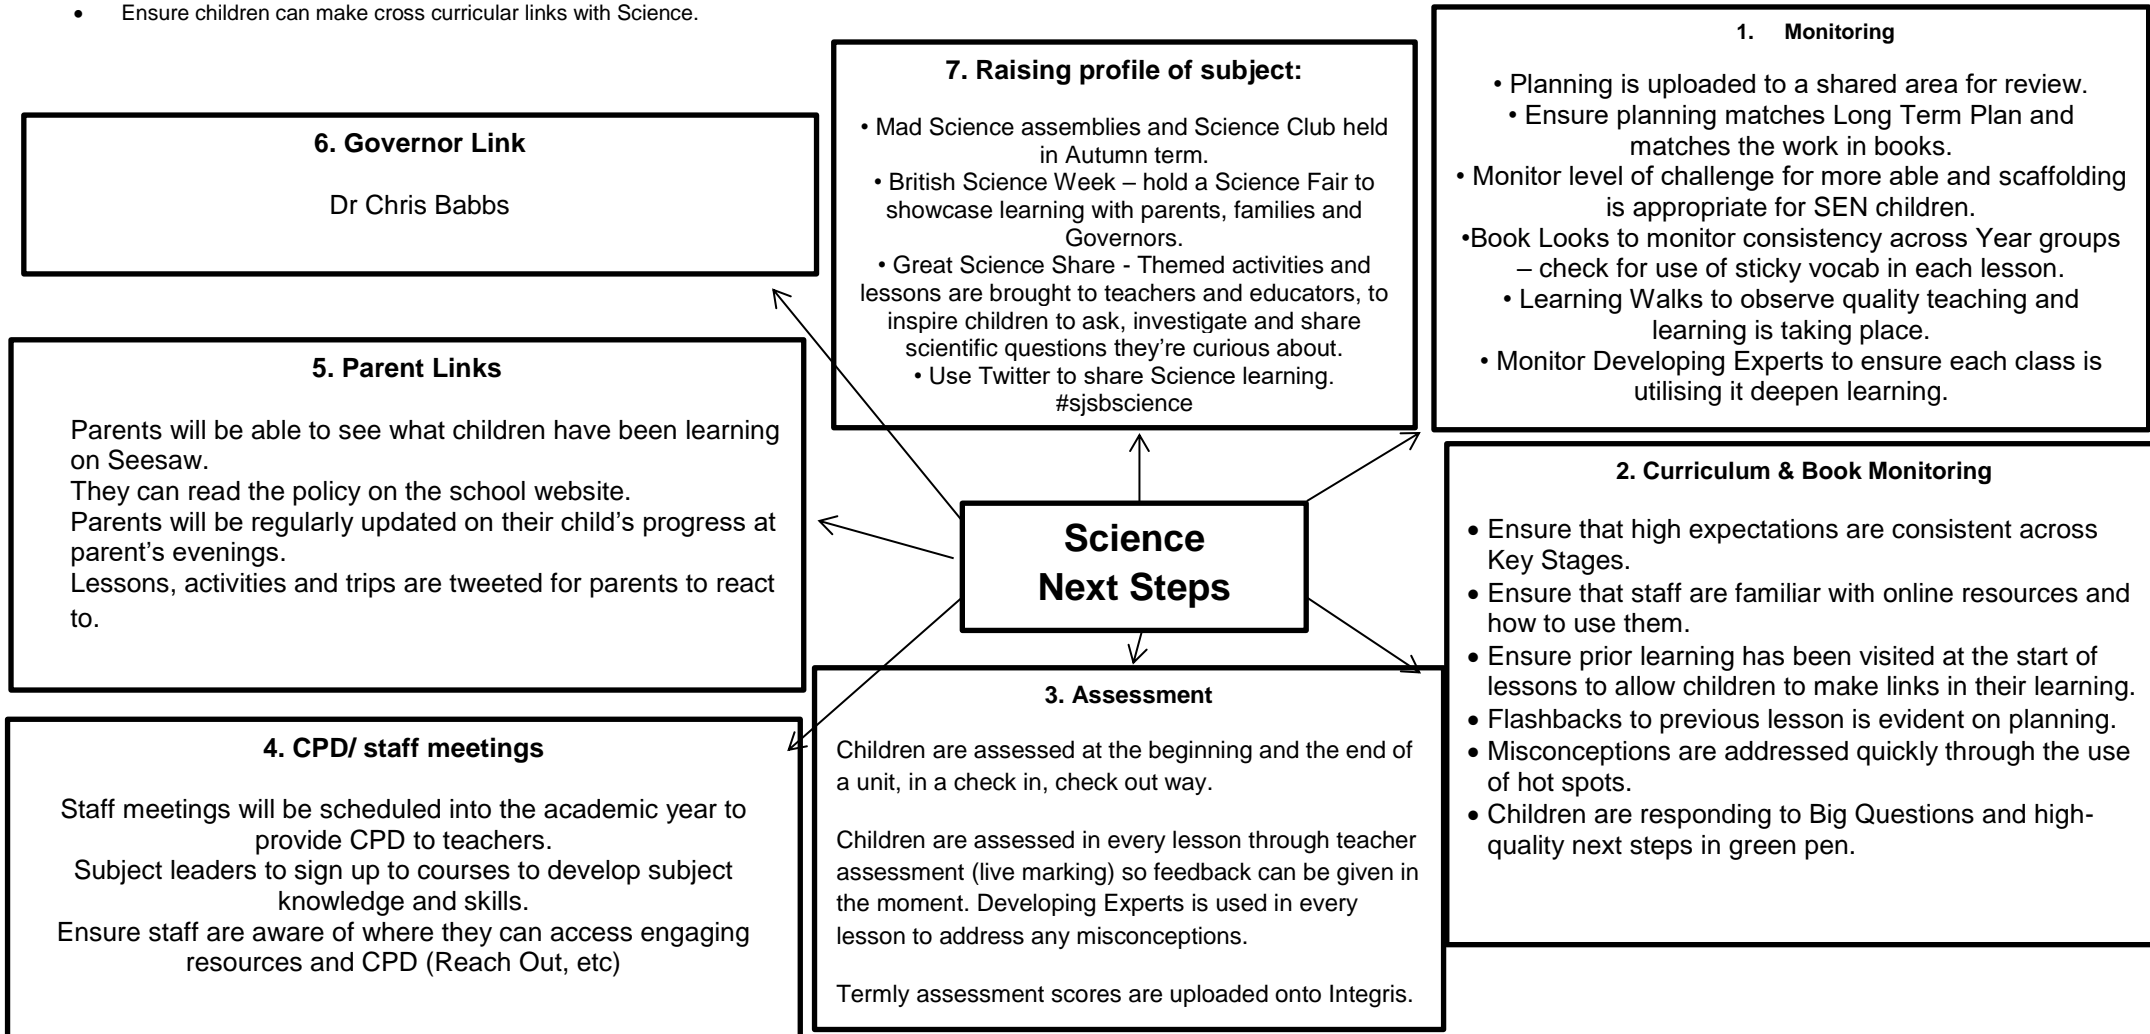 • Ensure children can make cross curricular links with Science.
1. Monitoring
• Planning is uploaded to a shared area for review.
• Ensure planning matches Long Term Plan and
matches the work in books.
• Monitor level of challenge for more able and scaffolding
is appropriate for SEN children.
•Book Looks to monitor consistency across Year groups
– check for use of sticky vocab in each lesson.
• Learning Walks to observe quality teaching and
learning is taking place.
• Monitor Developing Experts to ensure each class is
utilising it deepen learning.
7. Raising profile of subject:
• Mad Science assemblies and Science Club held
in Autumn term.
• British Science Week – hold a Science Fair to
showcase learning with parents, families and
Governors.
• Great Science Share - Themed activities and
lessons are brought to teachers and educators, to
inspire children to ask, investigate and share
scientific questions they’re curious about.
• Use Twitter to share Science learning.
#sjsbscience
6. Governor Link
Dr Chris Babbs
5. Parent Links
Parents will be able to see what children have been learning
on Seesaw.
They can read the policy on the school website.
Parents will be regularly updated on their child’s progress at
parent’s evenings.
Lessons, activities and trips are tweeted for parents to react
to.
Science
Next Steps
2. Curriculum & Book Monitoring
• Ensure that high expectations are consistent across
Key Stages.
• Ensure that staff are familiar with online resources and
how to use them.
• Ensure prior learning has been visited at the start of
lessons to allow children to make links in their learning.
• Flashbacks to previous lesson is evident on planning.
• Misconceptions are addressed quickly through the use
of hot spots.
• Children are responding to Big Questions and high-
quality next steps in green pen.
3. Assessment
Children are assessed at the beginning and the end of
a unit, in a check in, check out way.
Children are assessed in every lesson through teacher
assessment (live marking) so feedback can be given in
the moment. Developing Experts is used in every
lesson to address any misconceptions.
Termly assessment scores are uploaded onto Integris.
4. CPD/ staff meetings
Staff meetings will be scheduled into the academic year to
provide CPD to teachers.
Subject leaders to sign up to courses to develop subject
knowledge and skills.
Ensure staff are aware of where they can access engaging
resources and CPD (Reach Out, etc)